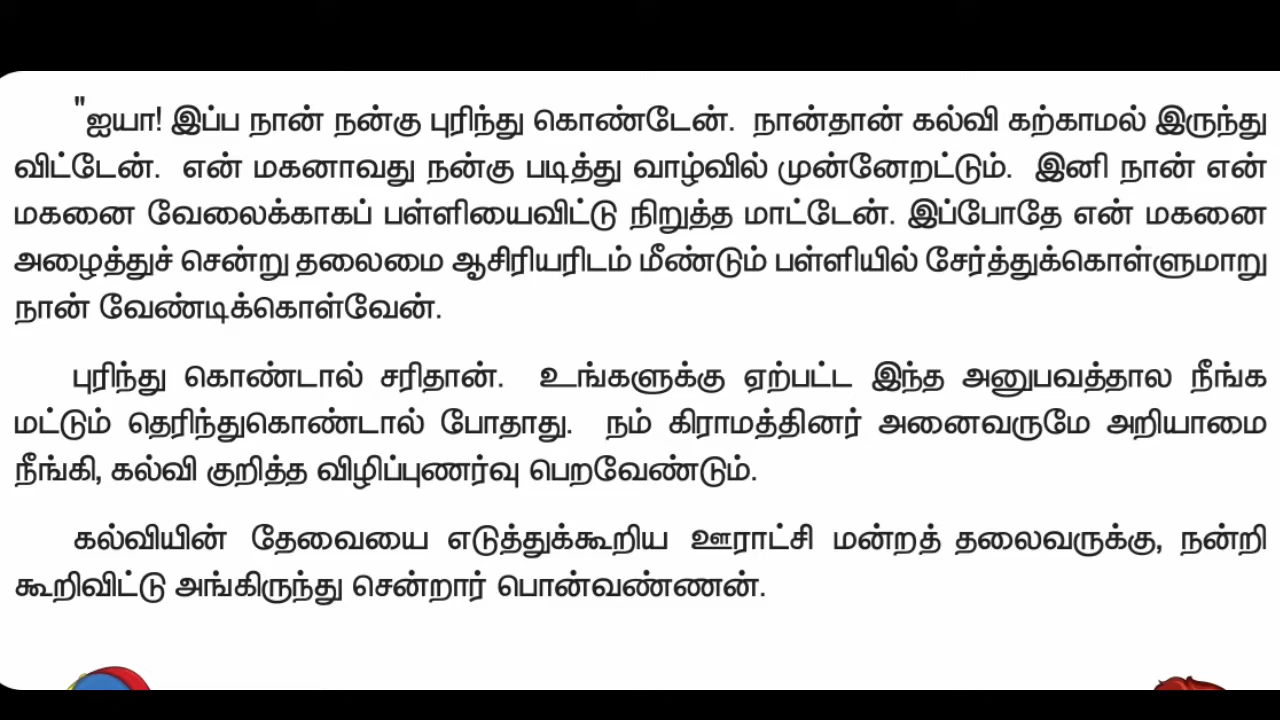 "ஐயா! இப்ப நான் நன்கு புரிந்து கொண்டேன். நான்தான் கல்வி கற்காமல் இருந்து
விட்டேன். என் மகனாவது நன்கு படித்து வாழ்வில் முன்னேறட்டும். இனி நான் என்
மகனை வேலைக்காகப் பள்ளியைவிட்டு நிறுத்த மாட்டேன். இப்போதே என் மகனை
அழைத்துச் சென்று தலைமை ஆசிரியரிடம் மீண்டும் பள்ளியில் சேர்த்துக்கொள்ளுமாறு
நான் வேண்டிக்கொள்வேன்.
புரிந்து கொண்டால் சரிதான். உங்களுக்கு ஏற்பட்ட இந்த அனுபவத்தால நீங்க
மட்டும் தெரிந்துகொண்டால் போதாது. நம் கிராமத்தினர் அனைவருமே அறியாமை
நீங்கி, கல்வி குறித்த விழிப்புணர்வு பெறவேண்டும்.
கல்வியின் தேவையை எடுத்துக்கூறிய ஊராட்சி மன்றத் தலைவருக்கு, நன்றி
கூறிவிட்டு அங்கிருந்து சென்றார் பொன்வண்ணன்.